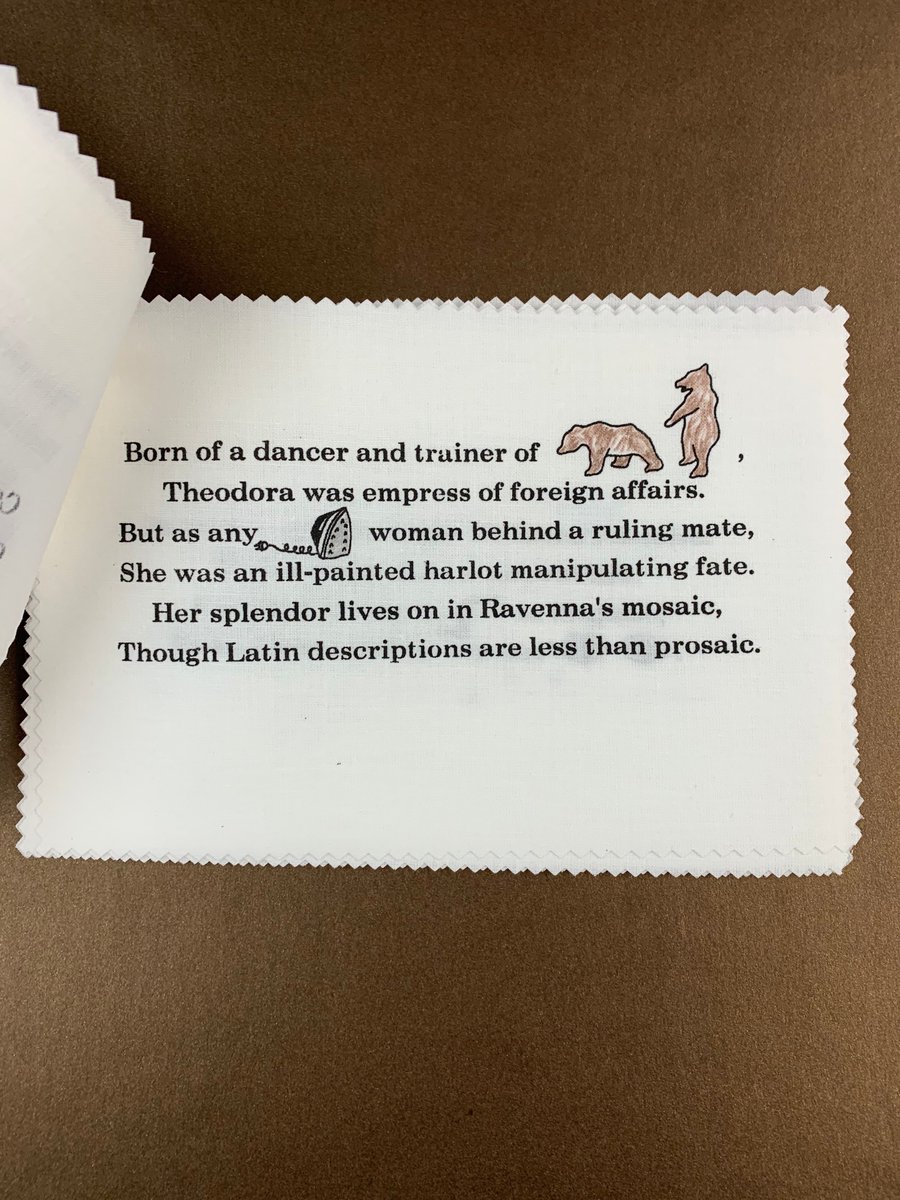 Born of a dancer and trainer of ,
Theodora was empress of foreign affairs.
But as any woman behind a ruling mate,
She was an ill-painted harlot manipulating fate.
Her splendor lives on in Ravenna's mosaic,
Though Latin descriptions are less than prosaic.